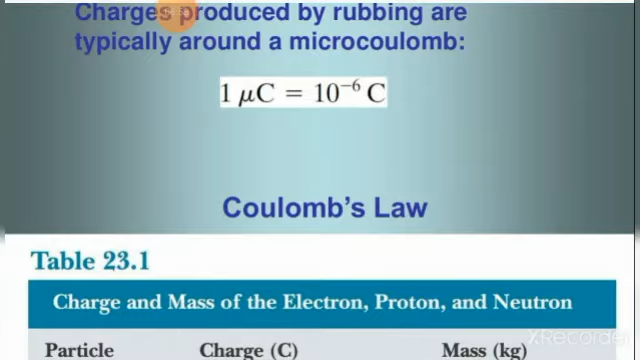 Charges produced by rubbing are
typically around a microcoulomb:
1 μC = 10⁻⁶ C
Coulomb's Law
Table 23.1
Charge and Mass of the Electron, Proton, and Neutron
Particle Charge (C) Mass (kg)
XRecorder